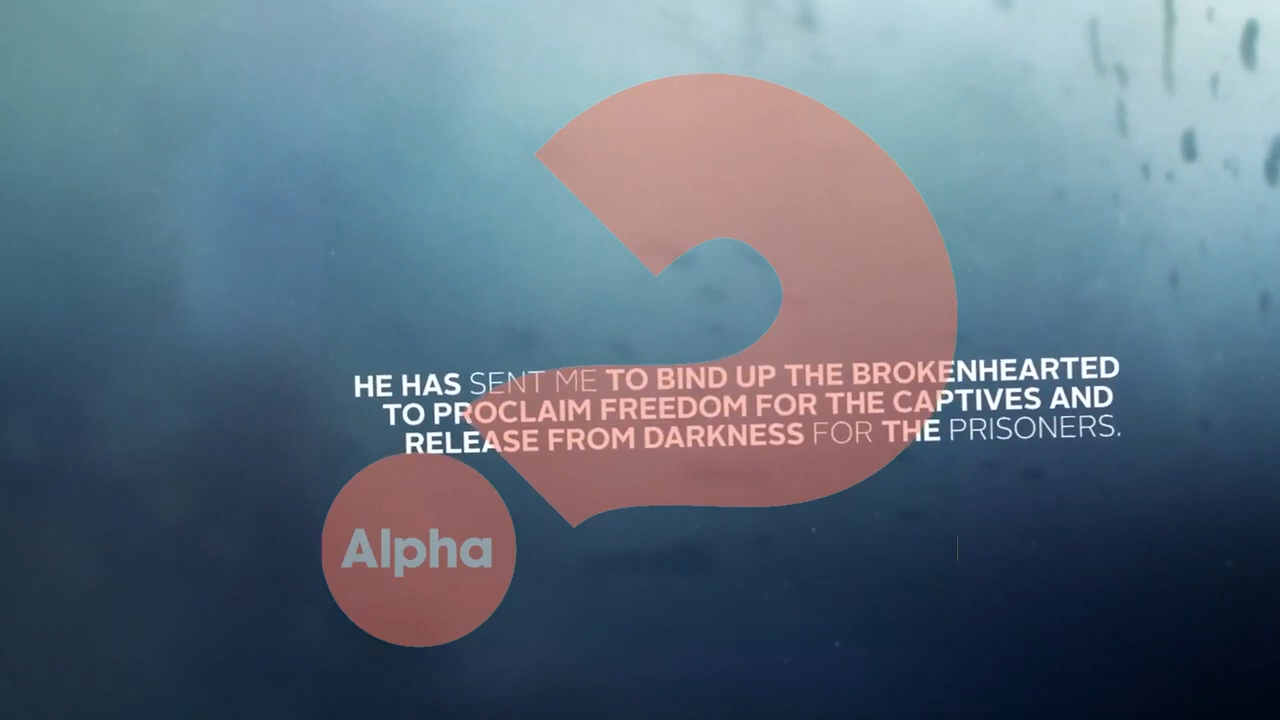 HE HAS SENT ME TO BIND UP THE BROKENHEARTED
TO PROCLAIM FREEDOM FOR THE CAPTIVES AND
RELEASE FROM DARKNESS FOR THE PRISONERS.
Alpha